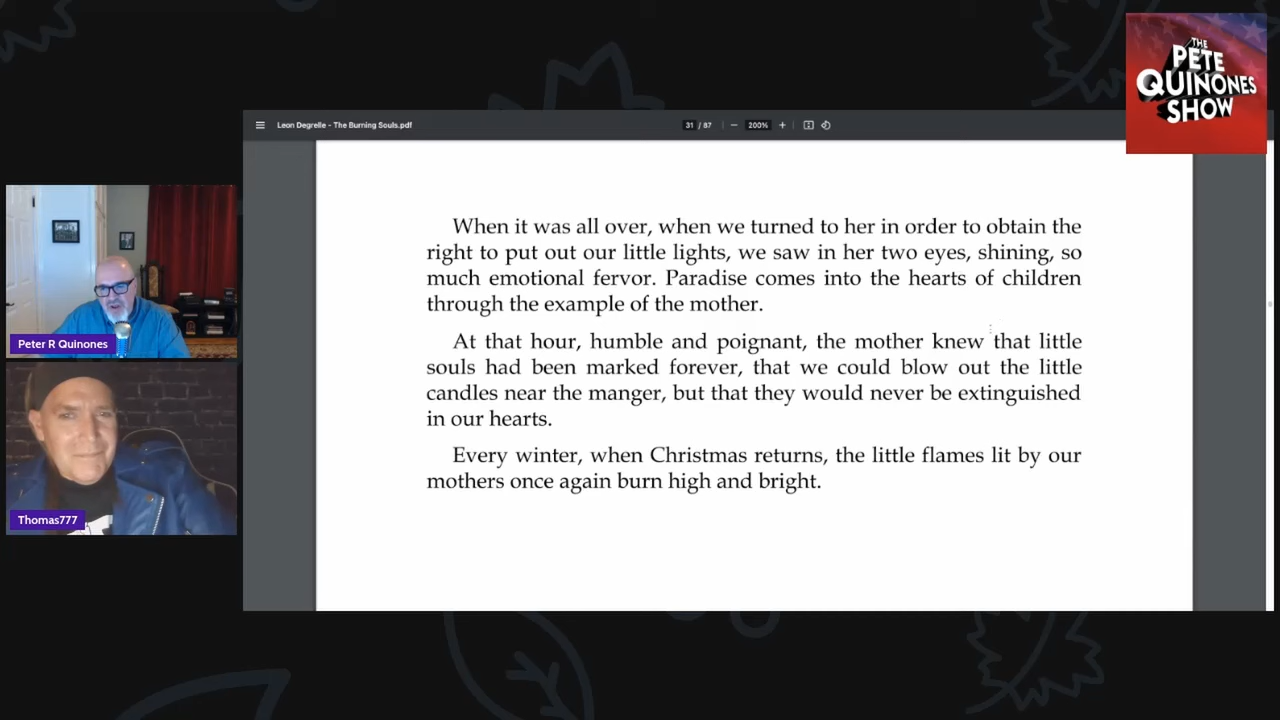 THE
PETE
QUINONES
SHOW
Leon Degrelle - The Burning Souls.pdf
31 / 87
200%
When it was all over, when we turned to her in order to obtain the
right to put out our little lights, we saw in her two eyes, shining, so
much emotional fervor. Paradise comes into the hearts of children
through the example of the mother.
At that hour, humble and poignant, the mother knew that little
souls had been marked forever, that we could blow out the little
candles near the manger, but that they would never be extinguished
in our hearts.
Every winter, when Christmas returns, the little flames lit by our
mothers once again burn high and bright.
Peter R Quinones
Thomas777